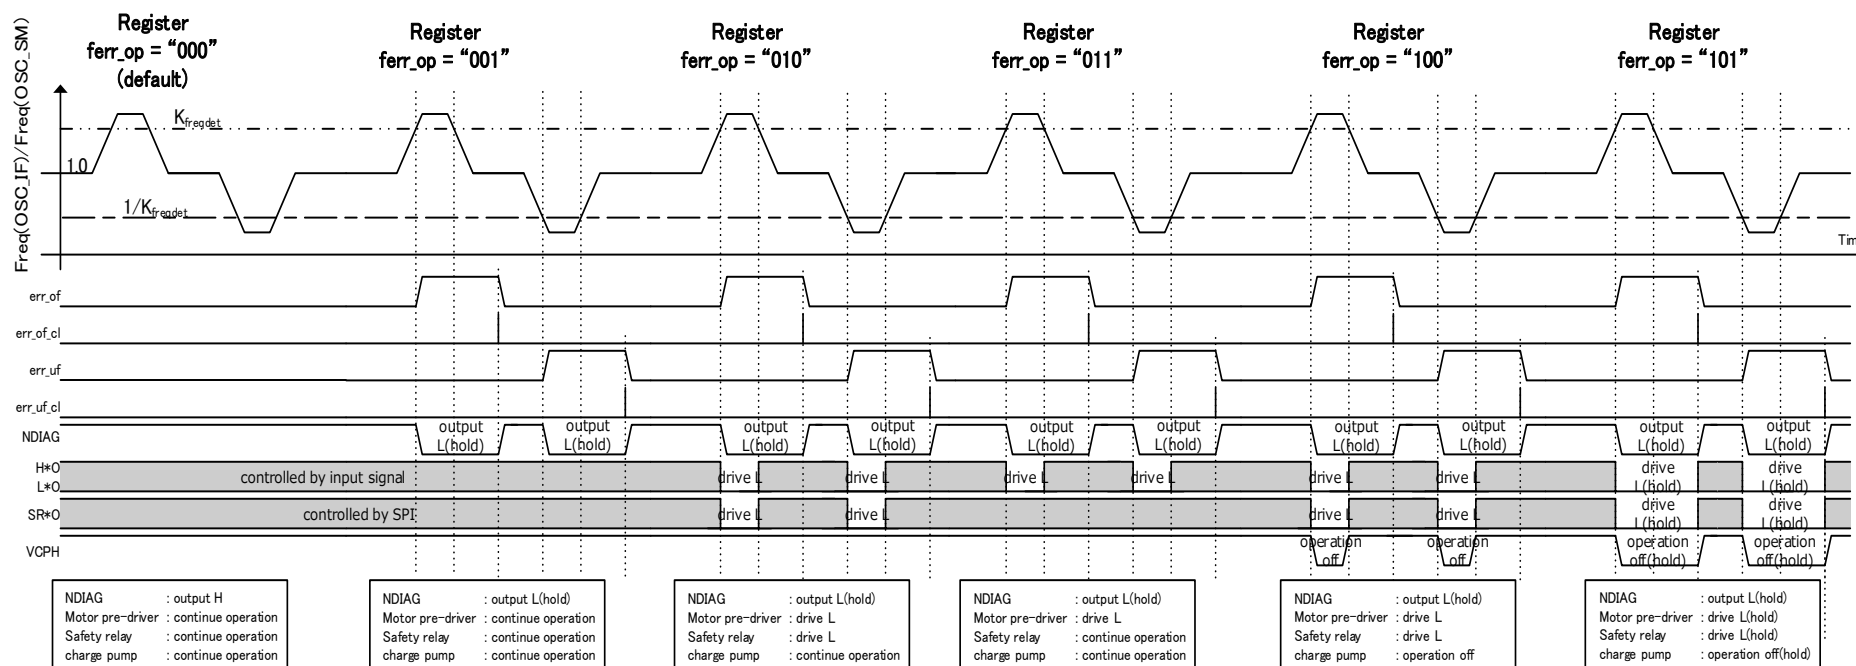 Register
ferr_op = “000”
(default)
Register
ferr_op = “001”
Register
ferr_op = “010”
Register
ferr_op = “011”
Register
ferr_op = “100”
Register
ferr_op = “101”
Freq(OSC_IF)/Freq(OSC_SM)
Kfreqdet
1.0
1/Kfreqdet
Tim
err_of
err_of_cl
err_uf
err_uf_cl
NDIAG
output L(hold) output L(hold) output L(hold) output L(hold) output L(hold) output L(hold) output L(hold) output L(hold) output L(hold) output L(hold)
H*O
L*O
controlled by input signal drive L drive L drive L drive L drive L drive L drive L(hold) drive L(hold)
SR*O controlled by SPI drive L drive L drive L drive L drive L(hold) drive L(hold)
VCPH operation off operation off operation off(hold) operation off(hold)
NDIAG : output H
Motor pre-driver : continue operation
Safety relay : continue operation
charge pump : continue operation
NDIAG : output L(hold)
Motor pre-driver : continue operation
Safety relay : continue operation
charge pump : continue operation
NDIAG : output L(hold)
Motor pre-driver : drive L
Safety relay : drive L
charge pump : continue operation
NDIAG : output L(hold)
Motor pre-driver : drive L
Safety relay : continue operation
charge pump : continue operation
NDIAG : output L(hold)
Motor pre-driver : drive L
Safety relay : drive L
charge pump : operation off
NDIAG : output L(hold)
Motor pre-driver : drive L(hold)
Safety relay : drive L(hold)
charge pump : operation off(hold)